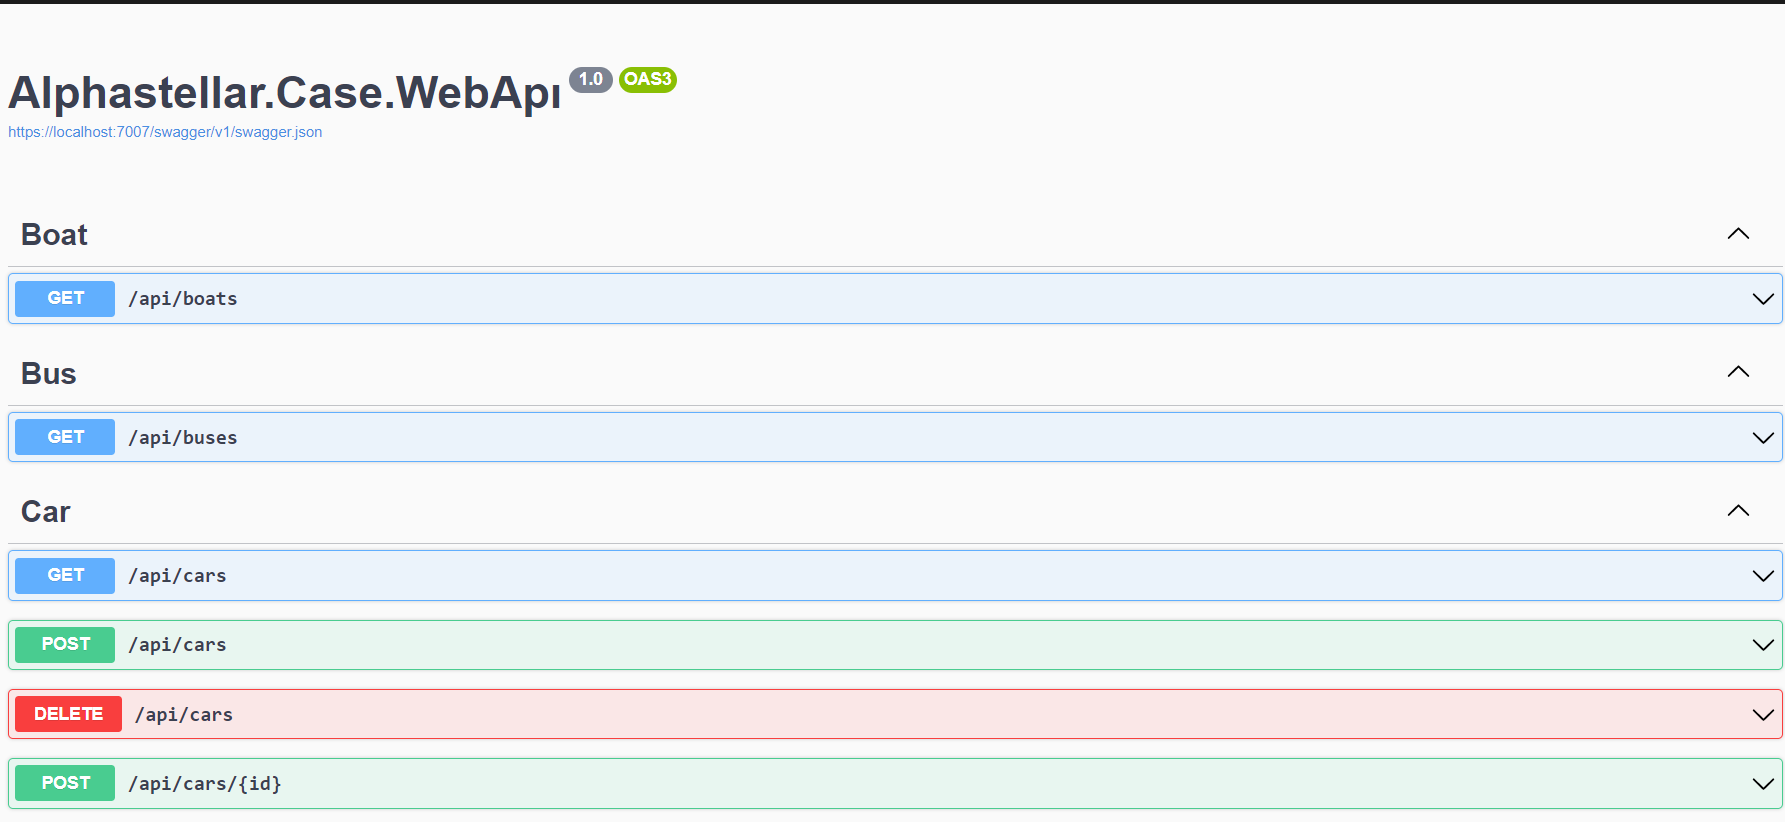 Alphastellar.Case.WebApı 1.0 OAS3
https://localhost:7007/swagger/v1/swagger.json
Boat
GET /api/boats
Bus
GET /api/buses
Car
GET /api/cars
POST /api/cars
DELETE /api/cars
POST /api/cars/{id}